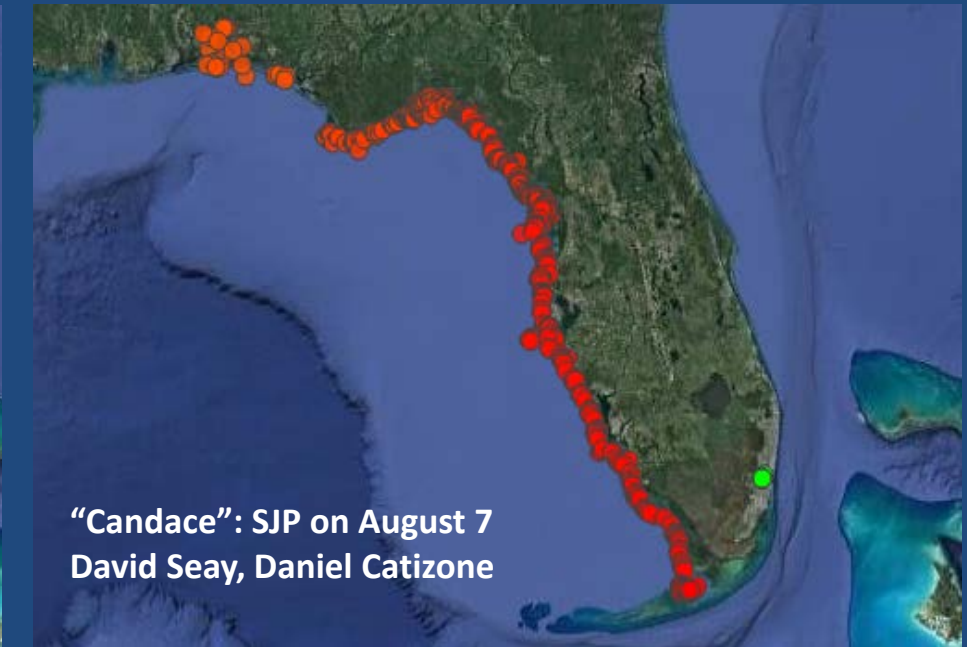 “Candace”: SJP on August 7
David Seay, Daniel Catizone